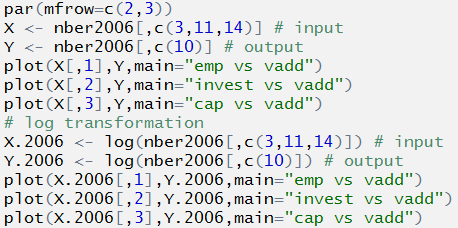 par(mfrow=c(2,3))
X <- nber2006[,c(3,11,14)] # input
Y <- nber2006[,c(10)] # output
plot(X[,1],Y,main="emp vs vadd")
plot(X[,2],Y,main="invest vs vadd")
plot(X[,3],Y,main="cap vs vadd")
# log transformation
X.2006 <- log(nber2006[,c(3,11,14)]) # input
Y.2006 <- log(nber2006[,c(10)]) # output
plot(X.2006[,1],Y.2006,main="emp vs vadd")
plot(X.2006[,2],Y.2006,main="invest vs vadd")
plot(X.2006[,3],Y.2006,main="cap vs vadd")